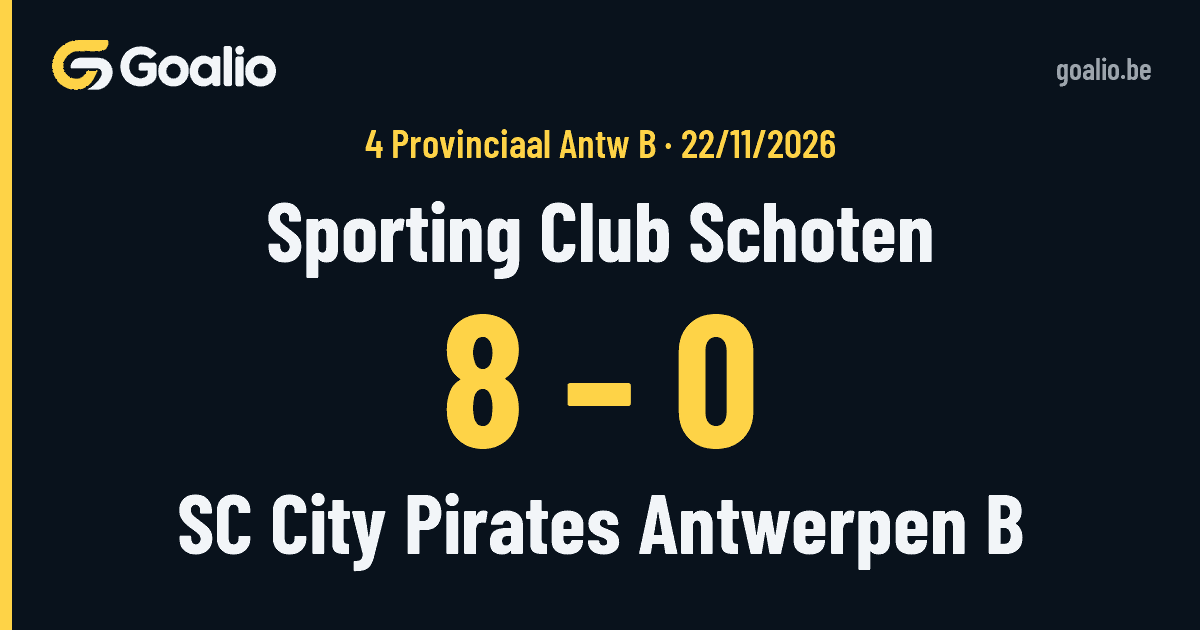 Goalio
goalio.be
4 Provinciaal Antw B · 22/11/2026
Sporting Club Schoten
8 – 0
SC City Pirates Antwerpen B